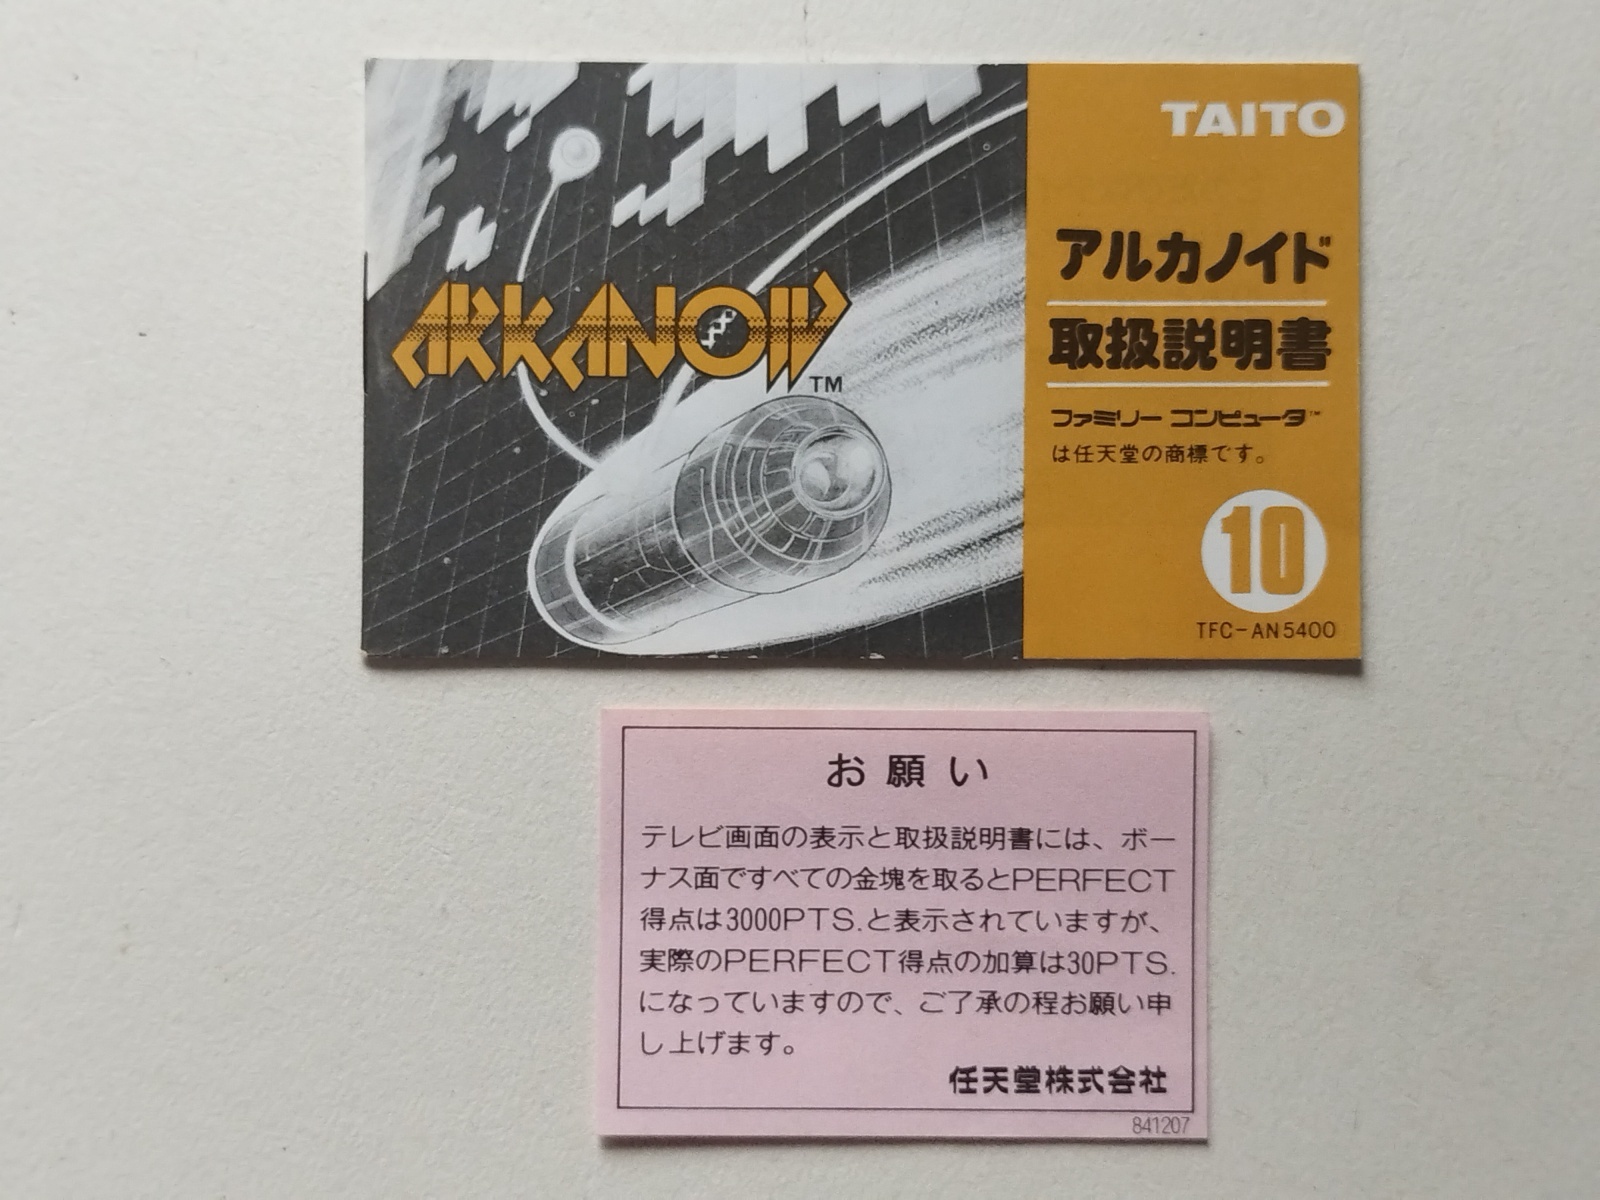 TAITO
アルカノイド
取扱説明書
ファミリー コンピュータ™
は任天堂の商標です。
10
TFC-AN5400
ARKANOID
TM
お願い
テレビ画面の表示と取扱説明書には、ボー
ナス面ですべての金塊を取るとPERFECT
得点は3000PTS.と表示されていますが、
実際のPERFECT得点の加算は30PTS.
になっていますので、ご了承の程お願い申
し上げます。
任天堂株式会社
841207